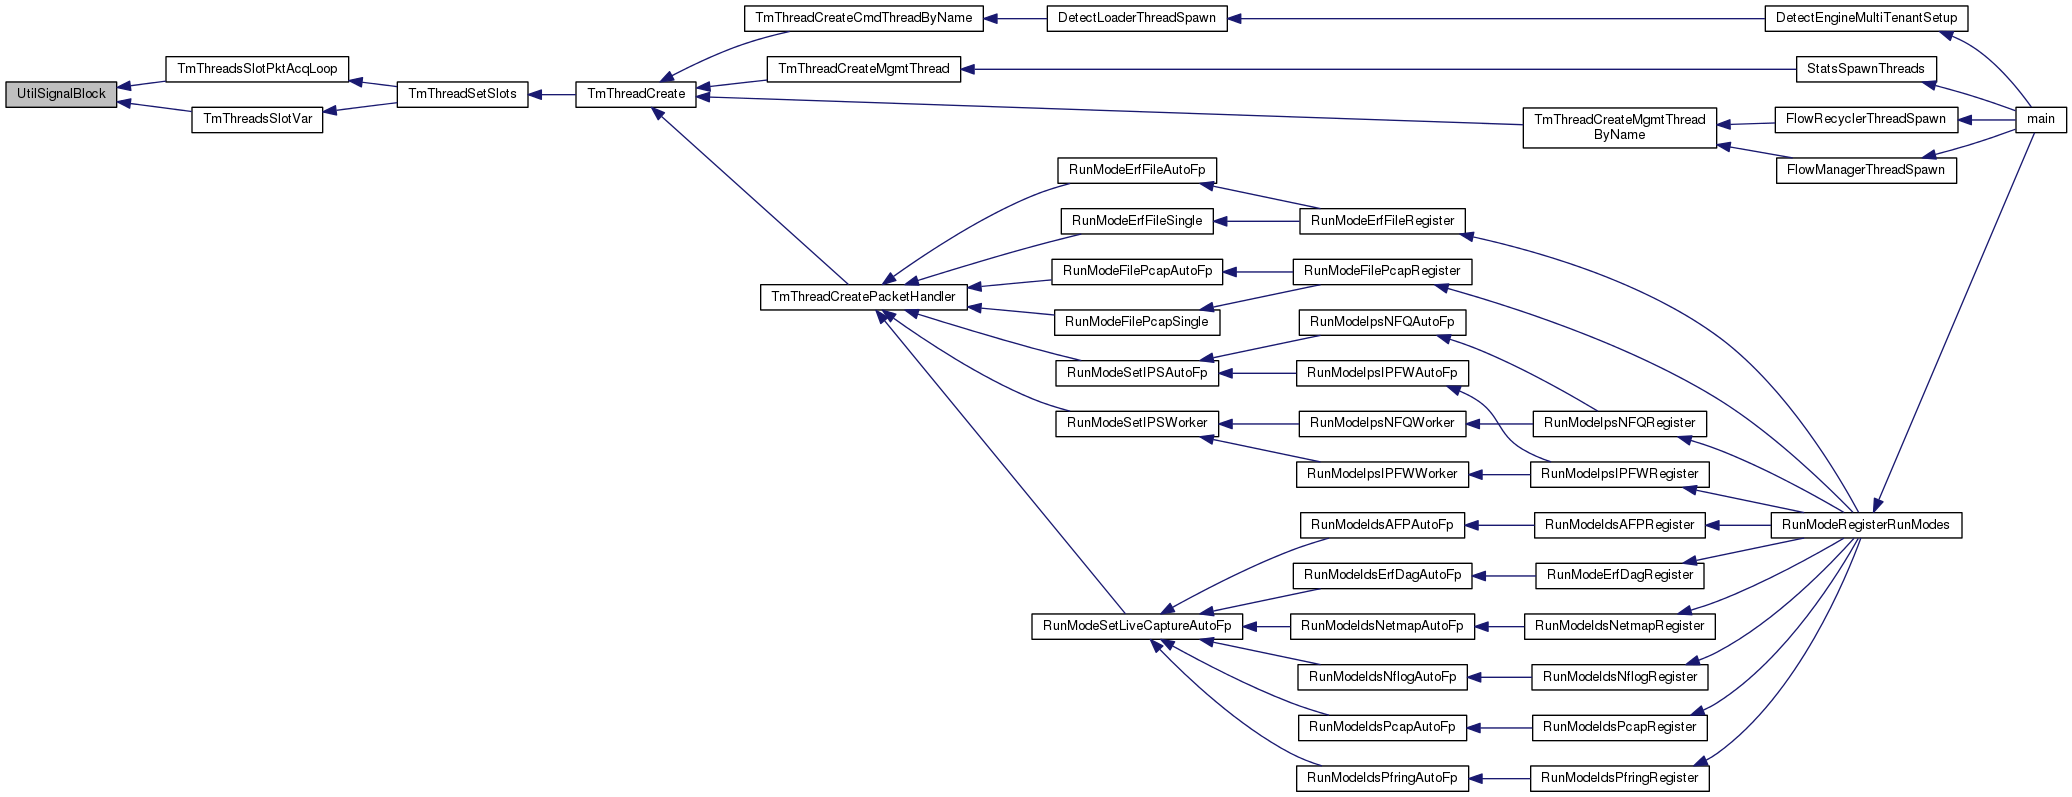 UtilSignalBlock
TmThreadsSlotPktAcqLoop
TmThreadsSlotVar
TmThreadSetSlots
TmThreadCreate
TmThreadCreateCmdThreadByName
DetectLoaderThreadSpawn
DetectEngineMultiTenantSetup
TmThreadCreateMgmtThread
StatsSpawnThreads
TmThreadCreateMgmtThread
ByName
FlowRecyclerThreadSpawn
FlowManagerThreadSpawn
main
TmThreadCreatePacketHandler
RunModeErfFileAutoFp
RunModeErfFileSingle
RunModeErfFileRegister
RunModeFilePcapAutoFp
RunModeFilePcapRegister
RunModeFilePcapSingle
RunModeSetIPSAutoFp
RunModeIpsNFQAutoFp
RunModeIpsIPFWAutoFp
RunModeSetIPSWorker
RunModeIpsNFQWorker
RunModeIpsNFQRegister
RunModeIpsIPFWWorker
RunModeIpsIPFWRegister
RunModeIdsAFPAutoFp
RunModeIdsAFPRegister
RunModeRegisterRunModes
RunModeIdsErfDagAutoFp
RunModeErfDagRegister
RunModeSetLiveCaptureAutoFp
RunModeIdsNetmapAutoFp
RunModeIdsNetmapRegister
RunModeIdsNflogAutoFp
RunModeIdsNflogRegister
RunModeIdsPcapAutoFp
RunModeIdsPcapRegister
RunModeIdsPfringAutoFp
RunModeIdsPfringRegister